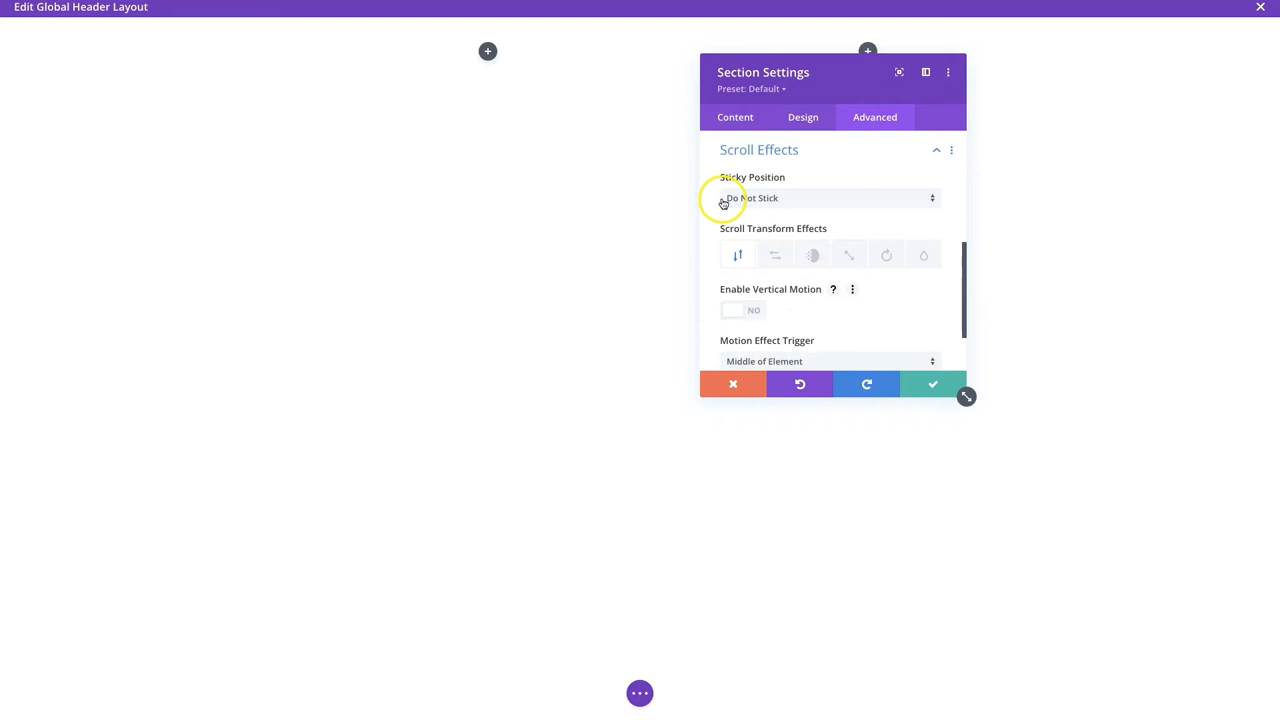 Edit Global Header Layout
Section Settings
Preset: Default
Content Design Advanced
Scroll Effects
Sticky Position
Do Not Stick
Scroll Transform Effects
Enable Vertical Motion ?
NO
Motion Effect Trigger
Middle of Element